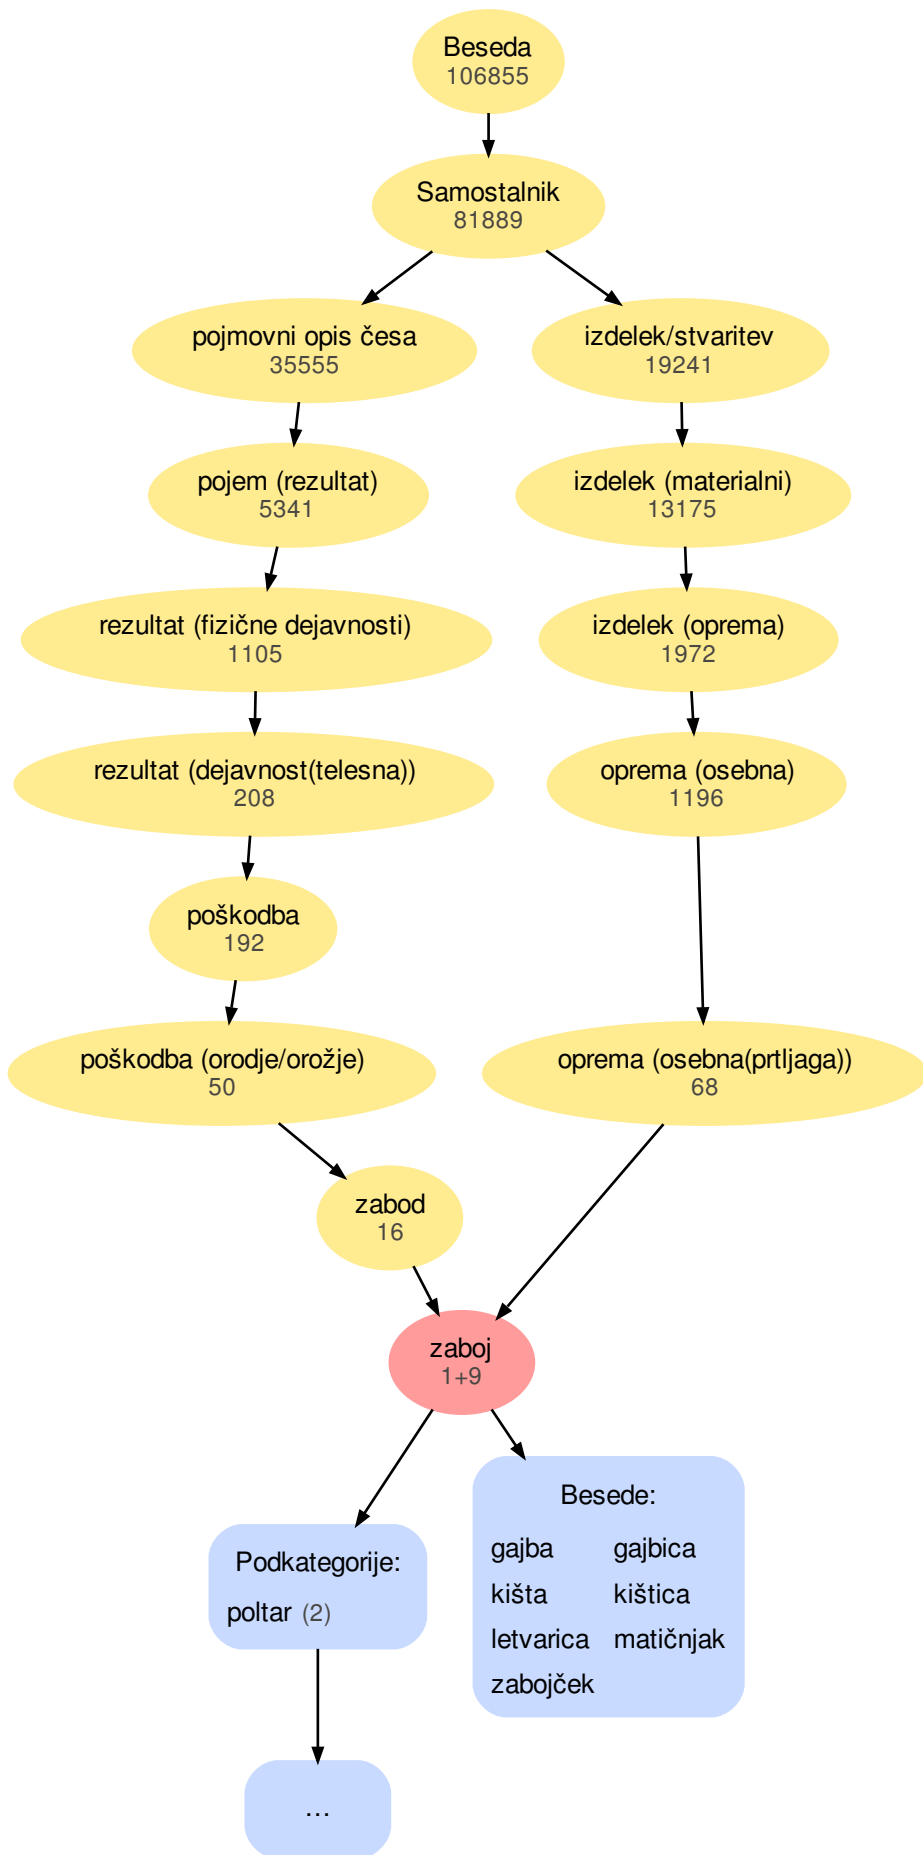 Beseda
106855
Samostalnik
81889
pojmovni opis česa
35555
izdelek/stvaritev
19241
pojem (rezultat)
5341
izdelek (materialni)
13175
rezultat (fizične dejavnosti)
1105
izdelek (oprema)
1972
rezultat (dejavnost(telesna))
208
oprema (osebna)
1196
poškodba
192
poškodba (orodje/orožje)
50
oprema (osebna(prtljaga))
68
zabod
16
zaboj
1+9
Podkategorije:
poltar (2)
Besede:
gajba gajbica
kišta kištica
letvarica matičnjak
zabojček
...